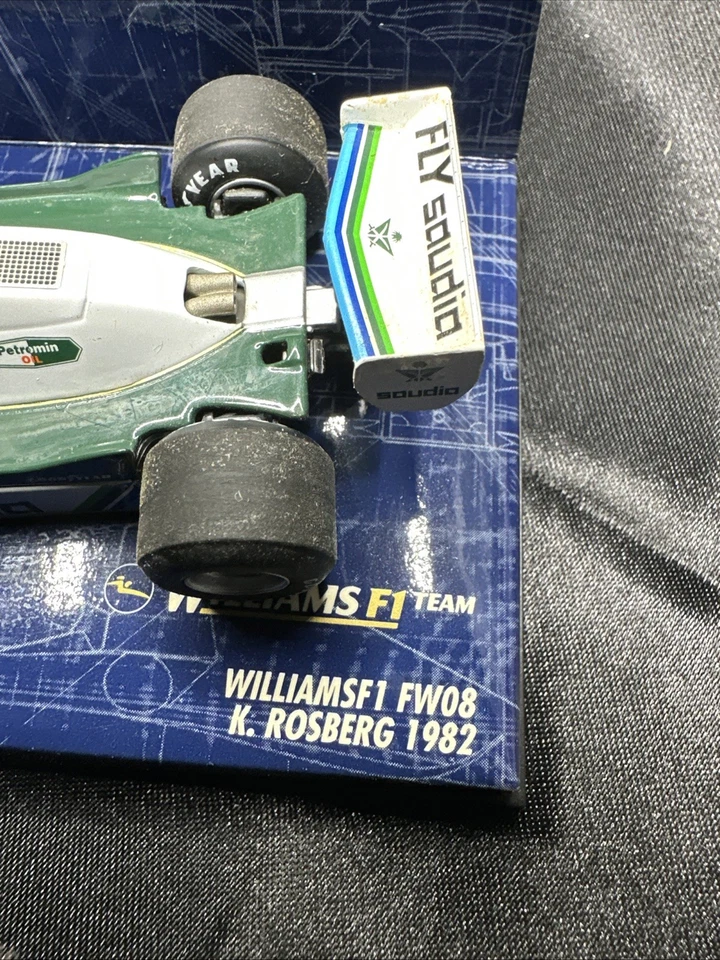 YEAR
FLY saudia
Petromin
OIL
saudia
WILLIAMS F1 TEAM
WILLIAMSF1 FW08
K. ROSBERG 1982